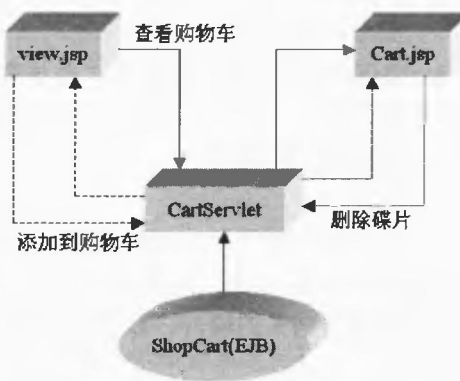 查看购物车
view.jsp
Cart.jsp
CartServlet
删除碟片
添加到购物车
ShopCart(EJB)